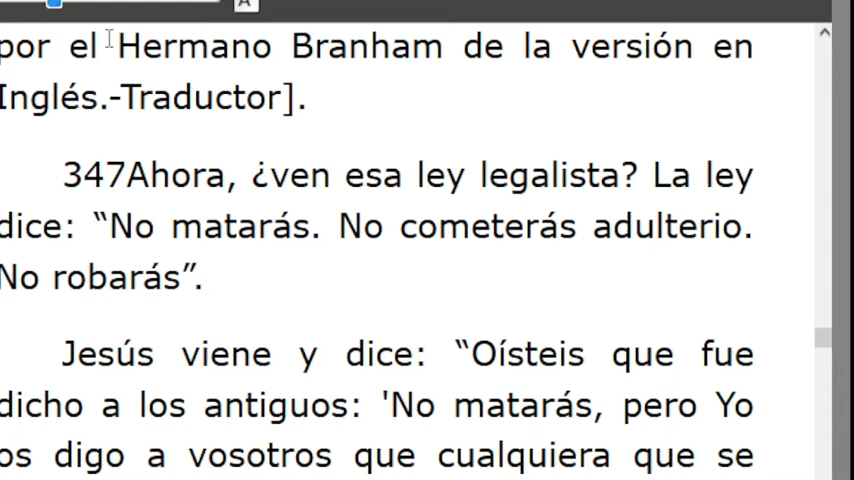 A
por el Hermano Branham de la versión en
Inglés.-Traductor].
347Ahora, ¿ven esa ley legalista? La ley
dice: “No matarás. No cometerás adulterio.
No robarás”.
Jesús viene y dice: “Oísteis que fue
dicho a los antiguos: 'No matarás, pero Yo
os digo a vosotros que cualquiera que se